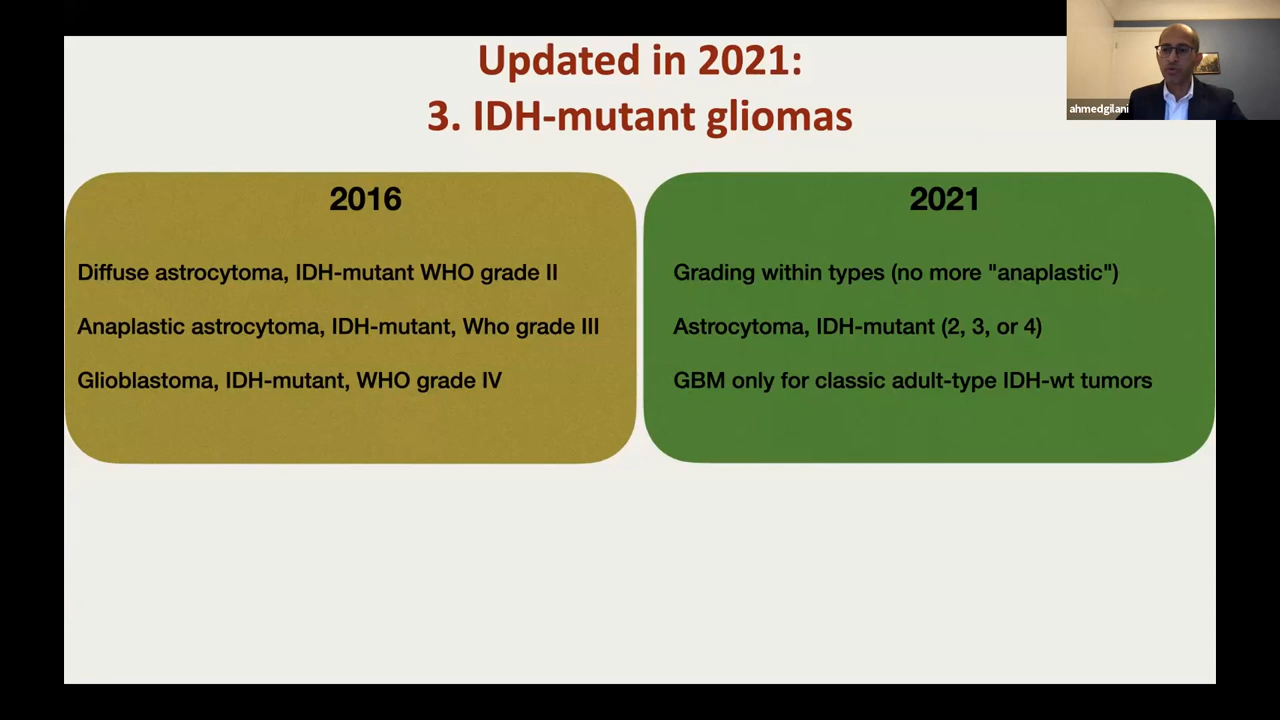 Updated in 2021:
3. IDH-mutant gliomas
ahmedgilani
2016
Diffuse astrocytoma, IDH-mutant WHO grade II
Anaplastic astrocytoma, IDH-mutant, Who grade III
Glioblastoma, IDH-mutant, WHO grade IV
2021
Grading within types (no more "anaplastic")
Astrocytoma, IDH-mutant (2, 3, or 4)
GBM only for classic adult-type IDH-wt tumors